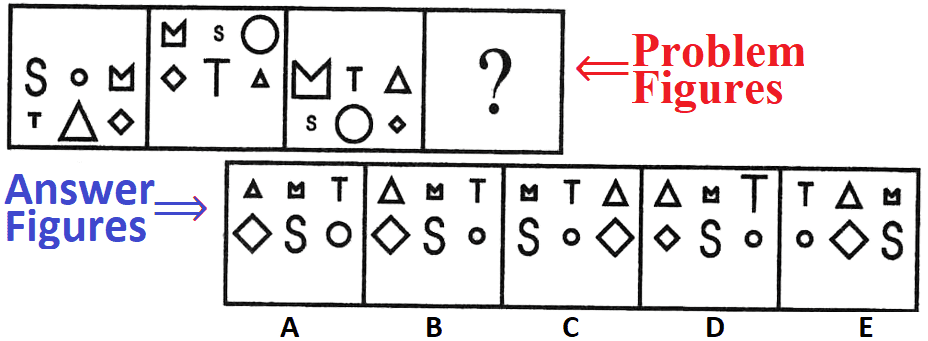 M S
S M T M T
T S
?
Problem
Figures
Answer
Figures
M T M T M T M T T M
S S S S S
A B C D E